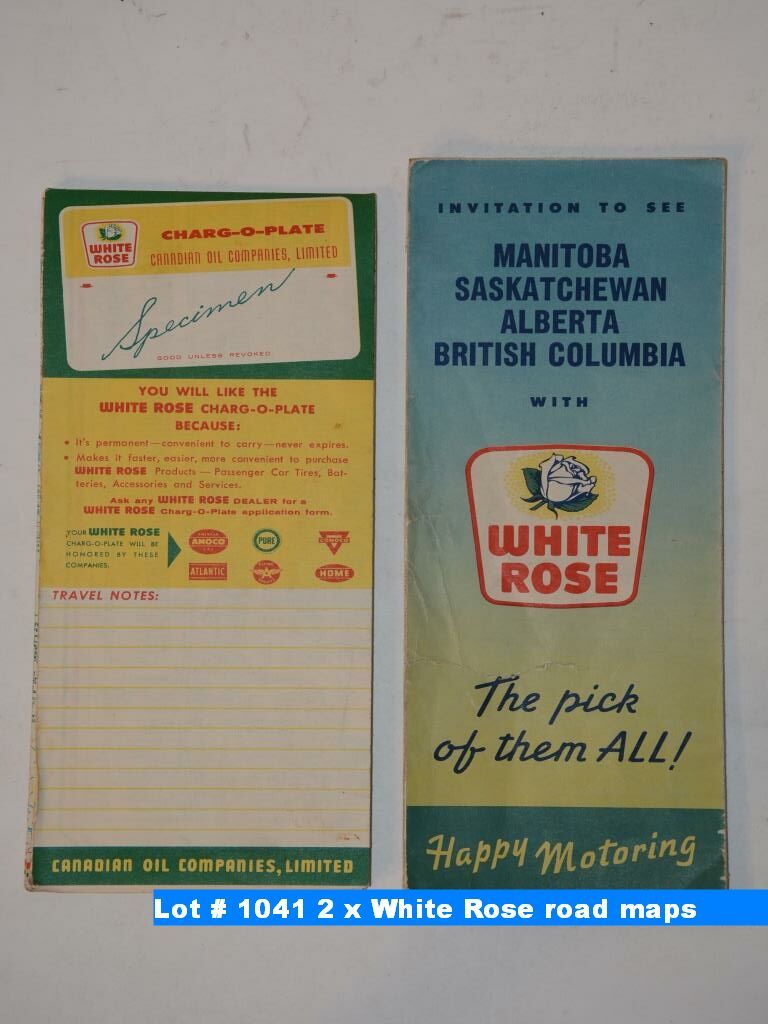 WHITE
ROSE
CHARG-O-PLATE
CANADIAN OIL COMPANIES, LIMITED
Specimen
GOOD UNLESS REVOKED
YOU WILL LIKE THE
WHITE ROSE CHARG-O-PLATE
BECAUSE:
• It's permanent—convenient to carry—never expires.
• Makes it faster, easier, more convenient to purchase
WHITE ROSE Products — Passenger Car Tires, Bat-
teries, Accessories and Services.
Ask any WHITE ROSE DEALER for a
WHITE ROSE Charg-O-Plate application form.
YOUR WHITE ROSE
CHARG-O-PLATE WILL BE
HONORED BY THESE
COMPANIES.
AMERICAN
AMOCO
GAS
PURE
CONOCO
ATLANTIC
HOME
TRAVEL NOTES:
CANADIAN OIL COMPANIES, LIMITED
INVITATION TO SEE
MANITOBA
SASKATCHEWAN
ALBERTA
BRITISH COLUMBIA
WITH
WHITE
ROSE
The pick
of them ALL!
Happy Motoring
Lot # 1041 2 x White Rose road maps